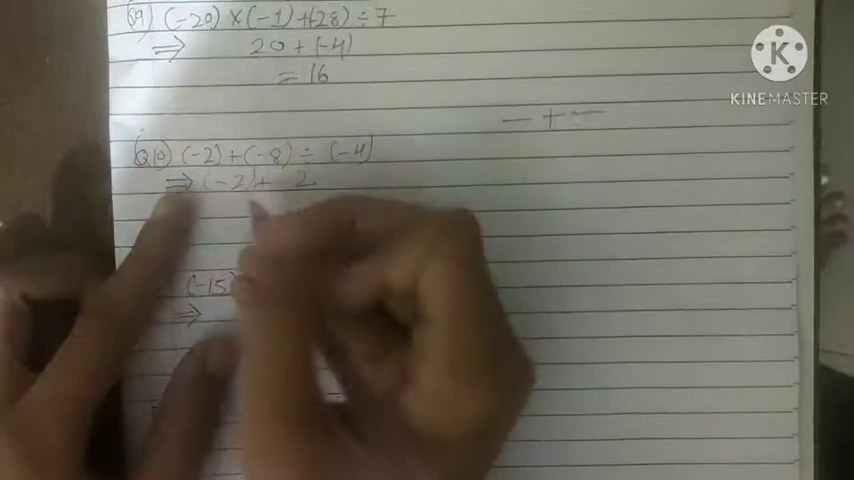 Q9) (-20) × (-1) + (-28) ÷ 7
⇒ 20 + (-4)
= 16
K
KINEMASTER
— + —
Q10) (-2) + (-8) ÷ (-4)
⇒ (-2) + 2
(-15)
⇒